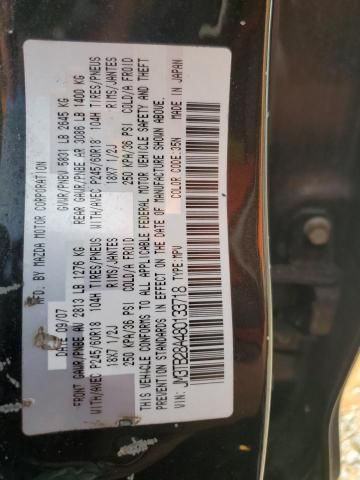 MFD. BY MAZDA MOTOR CORPORATION
DATE 09/07 GVWR/PNBV 5831 LB 2645 KG
FRONT GAWR/PNBE AV 2813 LB 1276 KG REAR GAWR/PNBE AR 3086 LB 1400 KG
WITH/AVEC P245/60R18 104H TIRES/PNEUS WITH/AVEC P245/60R18 104H TIRES/PNEUS
18X7 1/2J RIMS/JANTES 18X7 1/2J RIMS/JANTES
250 KPA/36 PSI COLD/A FROID 250 KPA/36 PSI COLD/A FROID
THIS VEHICLE CONFORMS TO ALL APPLICABLE FEDERAL MOTOR VEHICLE SAFETY AND THEFT
PREVENTION STANDARDS IN EFFECT ON THE DATE OF MANUFACTURE SHOWN ABOVE.
JM3TB28A480133718 TYPE:MPV COLOR CODE:35N MADE IN JAPAN